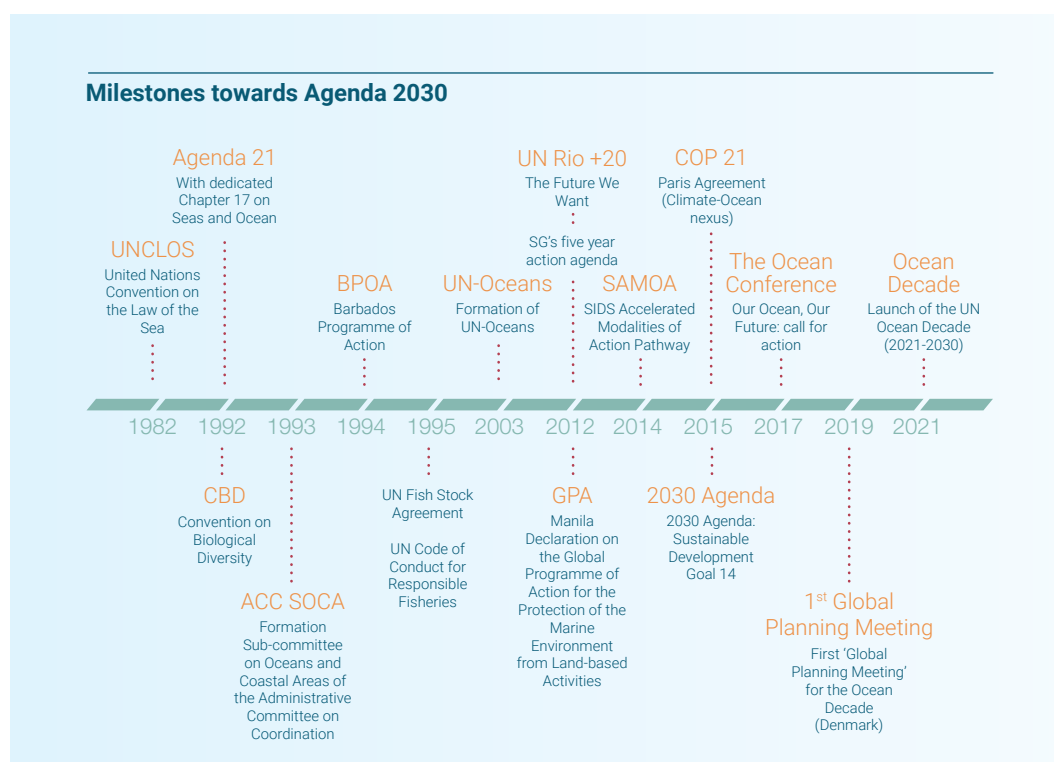 Milestones towards Agenda 2030
Agenda 21
With dedicated
Chapter 17 on
Seas and Ocean
UN Rio +20
The Future We
Want
SG's five year
action agenda
COP 21
Paris Agreement
(Climate-Ocean
nexus)
UNCLOS
United Nations
Convention on
the Law of the
Sea
BPOA
Barbados
Programme of
Action
UN-Oceans
Formation of
UN-Oceans
SAMOA
SIDS Accelerated
Modalities of
Action Pathway
The Ocean
Conference
Our Ocean, Our
Future: call for
action
Ocean
Decade
Launch of the UN
Ocean Decade
(2021-2030)
1982 1992 1993 1994 1995 2003 2012 2014 2015 2017 2019 2021
CBD
Convention on
Biological
Diversity
ACC SOCA
Formation
Sub-committee
on Oceans and
Coastal Areas of
the Administrative
Committee on
Coordination
UN Fish Stock
Agreement
UN Code of
Conduct for
Responsible
Fisheries
GPA
Manila
Declaration on
the Global
Programme of
Action for the
Protection of the
Marine
Environment
from Land-based
Activities
2030 Agenda
2030 Agenda:
Sustainable
Development
Goal 14
1st Global
Planning Meeting
First ‘Global
Planning Meeting’
for the Ocean
Decade
(Denmark)